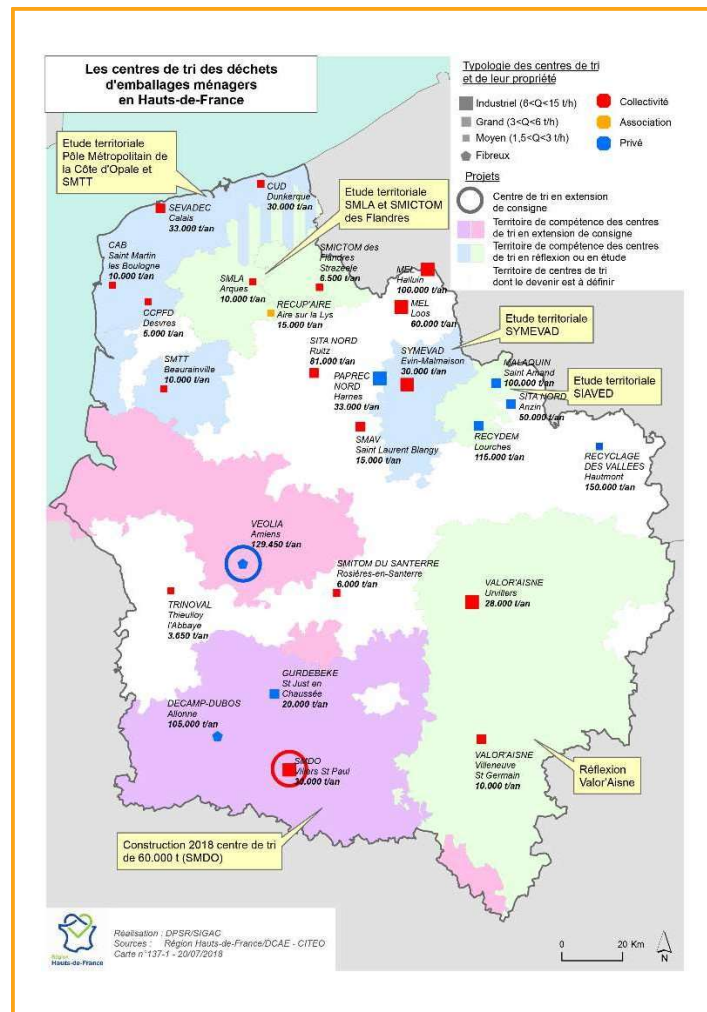 Les centres de tri des déchets
d'emballages ménagers
en Hauts-de-France
Typologie des centres de tri
et de leur propriété
Industriel (6<Q<15 t/h)
Grand (3<Q<6 t/h)
Moyen (1,5<Q<3 t/h)
Fibreux
Collectivité
Association
Privé
Projets
Centre de tri en extension
de consigne
Territoire de compétence des centres
de tri en extension de consigne
Territoire de compétence des centres
de tri en réflexion ou en étude
Territoire de centres de tri
dont le devenir est à définir
Etude territoriale
Pôle Métropolitain de
la Côte d'Opale et
SMTT
CUD
Dunkerque
30.000 t/an
SEVADEC
Calais
33.000 t/an
Etude territoriale
SMLA et SMICTOM
des Flandres
CAB
Saint Martin
les Boulogne
10.000 t/an
SMLA
Arques
10.000 t/an
SMICTOM des
Flandres
Strazeele
6.500 t/an
MEL
Halluin
100.000 t/an
CCPFD
Desvres
5.000 t/an
RECUP'AIRE
Aire sur la Lys
15.000 t/an
MEL
Loos
60.000 t/an
Etude territoriale
SYMEVAD
SMTT
Beaurainville
10.000 t/an
SITA NORD
Ruitz
81.000 t/an
SYMEVAD
Evin-Malmaison
30.000 t/an
MALAQUIN
Saint Amand
100.000 t/an
Etude territoriale
SIAVED
PAPREC
NORD
Harnes
33.000 t/an
SITA NORD
Anzin
50.000 t/an
SMAV
Saint Laurent Blangy
15.000 t/an
RECYDEM
Lourches
115.000 t/an
RECYCLAGE
DES VALLEES
Hautmont
150.000 t/an
VEOLIA
Amiens
129.450 t/an
SMITOM DU SANTERRE
Rosières-en-Santerre
6.000 t/an
VALOR'AISNE
Urvillers
28.000 t/an
TRINOVAL
Thieulloy
l'Abbaye
3.650 t/an
GURDEBEKE
St Just en
Chaussée
20.000 t/an
DECAMP-DUBOS
Allonne
105.000 t/an
SMDO
Villers St Paul
30.000 t/an
VALOR'AISNE
Villeneuve
St Germain
10.000 t/an
Réflexion
Valor'Aisne
Construction 2018 centre de tri
de 60.000 t (SMDO)
Région
Hauts-de-France
Réalisation : DPSR/SIGAC
Sources : Région Hauts-de-France/DCAE - CITEO
Carte n°137-1 - 20/07/2018
0 20 Km
N